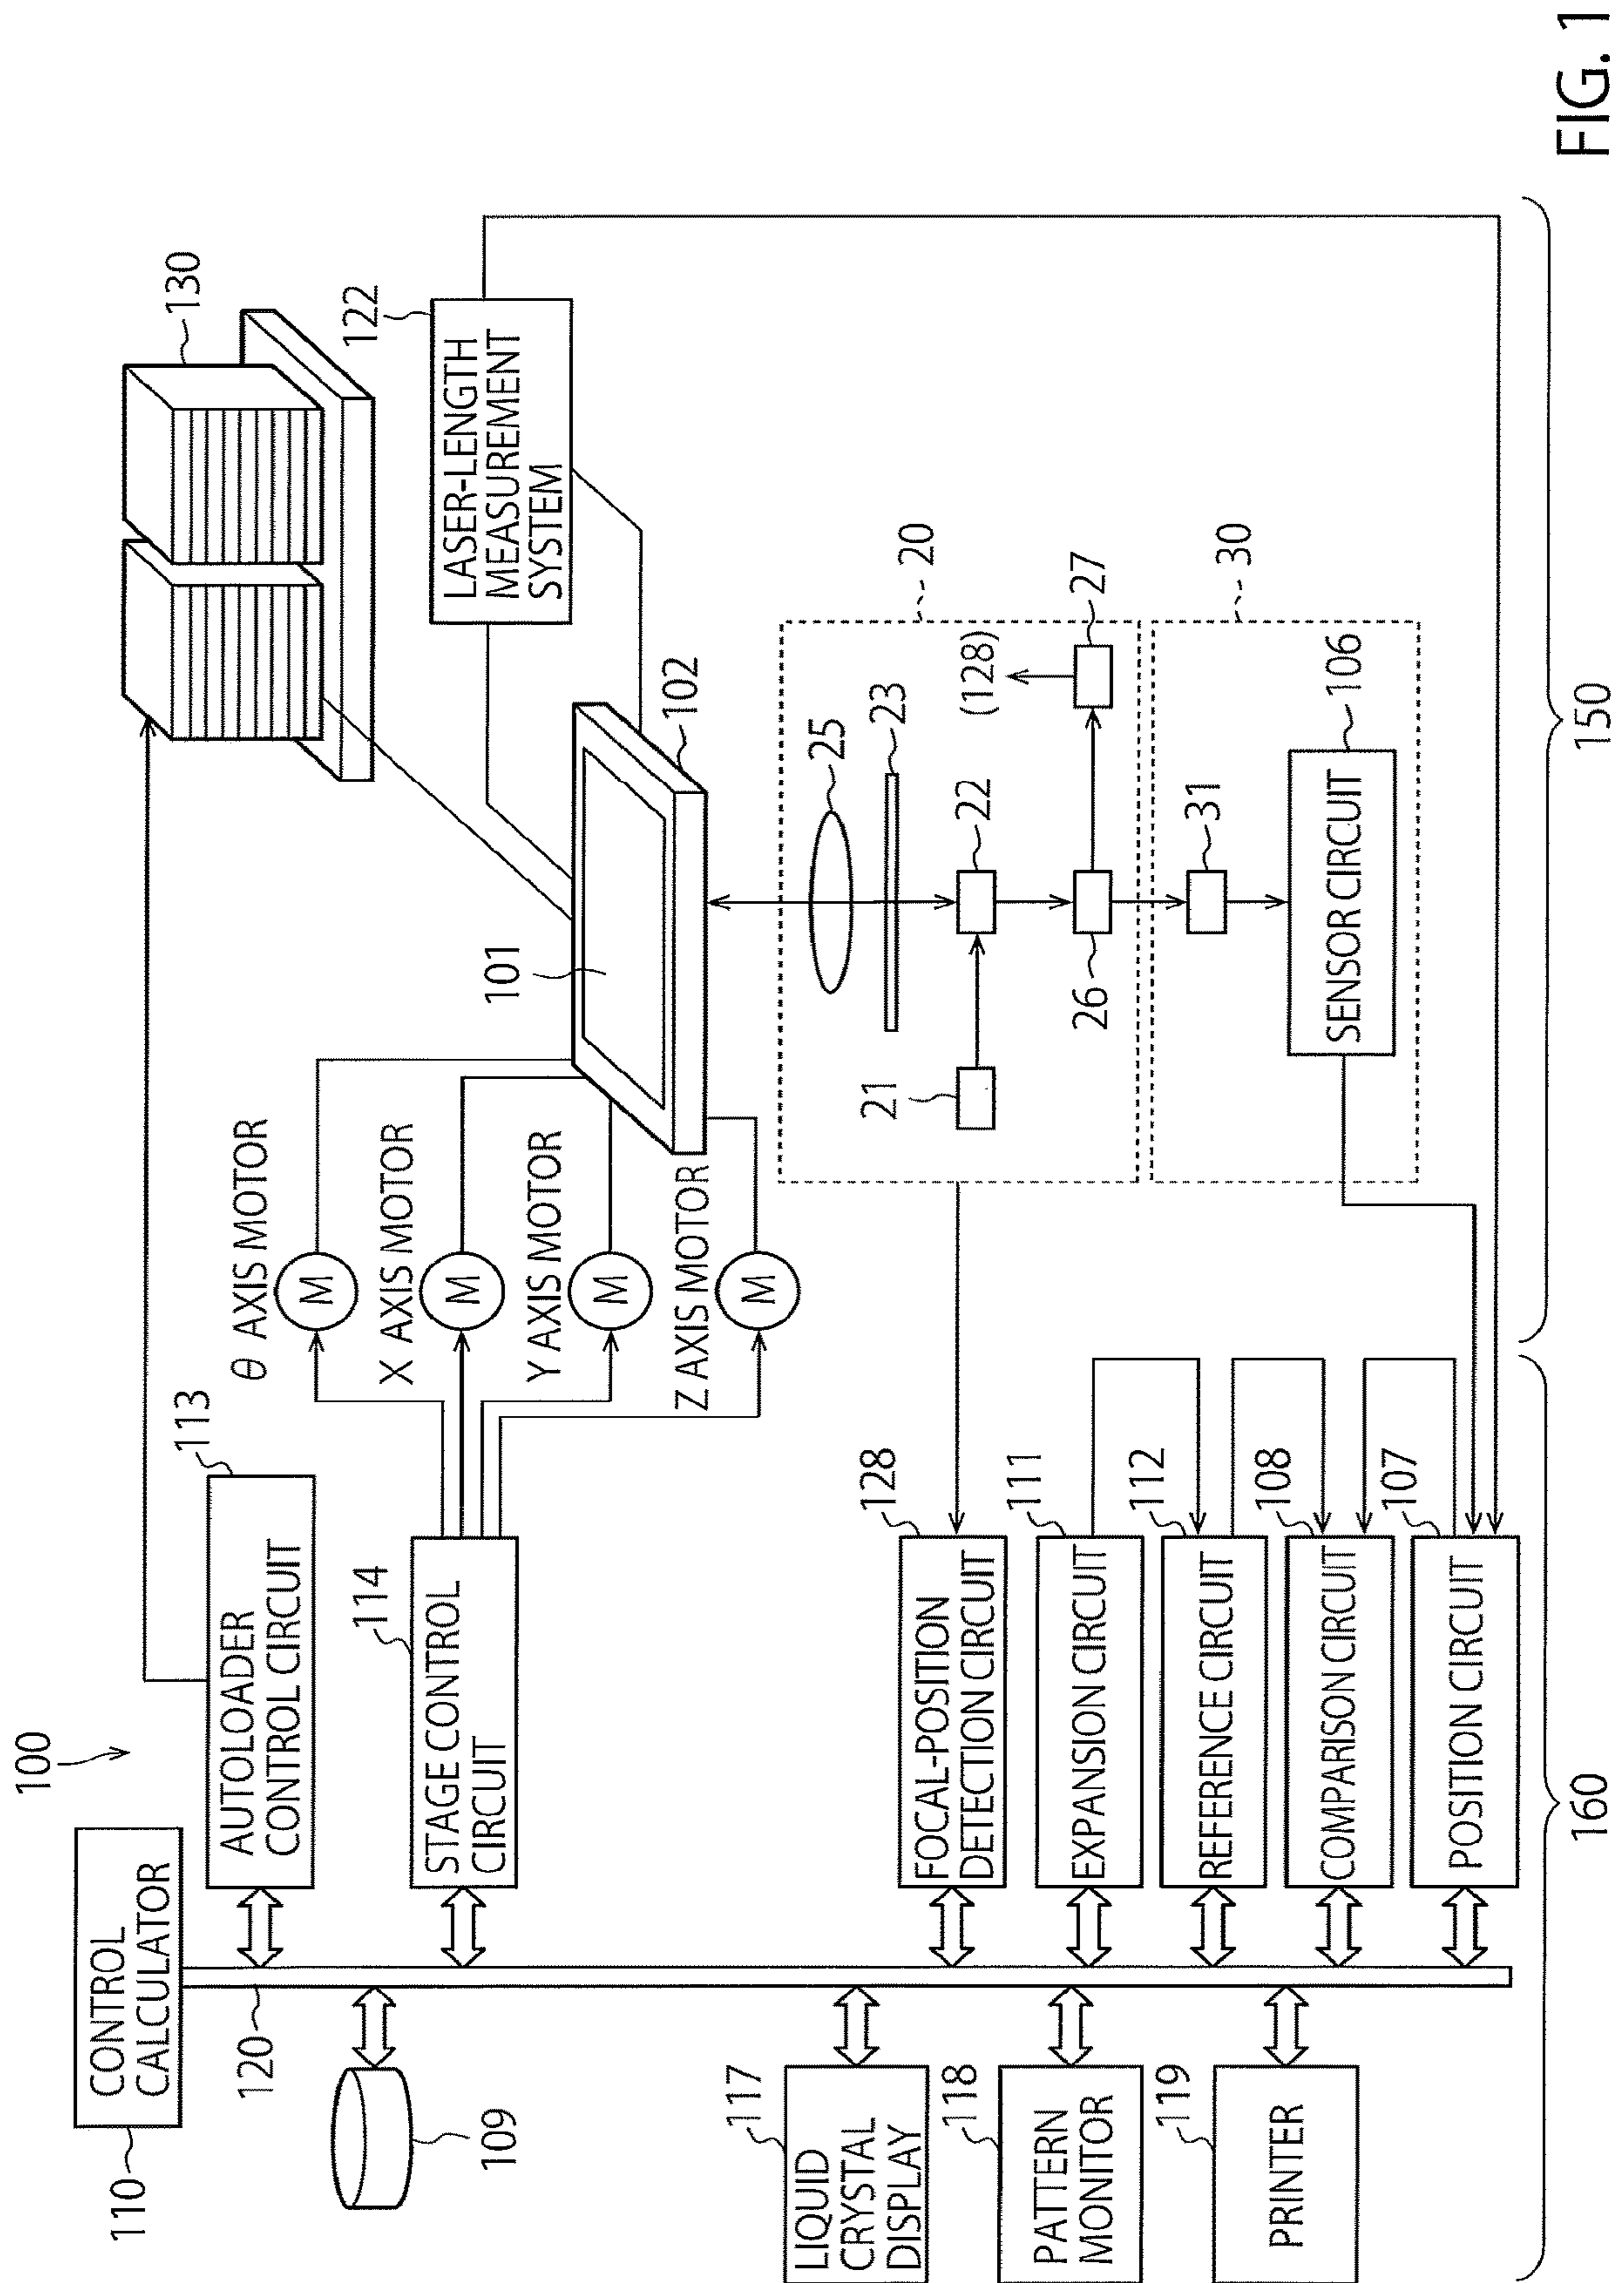 100
110
CONTROL
CALCULATOR
120
109
113
AUTOLOADER
CONTROL CIRCUIT
114
STAGE CONTROL
CIRCUIT
θ AXIS MOTOR
M
X AXIS MOTOR
M
Y AXIS MOTOR
M
Z AXIS MOTOR
M
130
122
LASER-LENGTH
MEASUREMENT
SYSTEM
101
102
20
25
23
21
22
(128)
27
26
30
31
106
SENSOR CIRCUIT
117
LIQUID
CRYSTAL
DISPLAY
118
PATTERN
MONITOR
119
PRINTER
128
FOCAL-POSITION
DETECTION CIRCUIT
111
EXPANSION CIRCUIT
112
REFERENCE CIRCUIT
108
COMPARISON CIRCUIT
107
POSITION CIRCUIT
160
150
FIG. 1